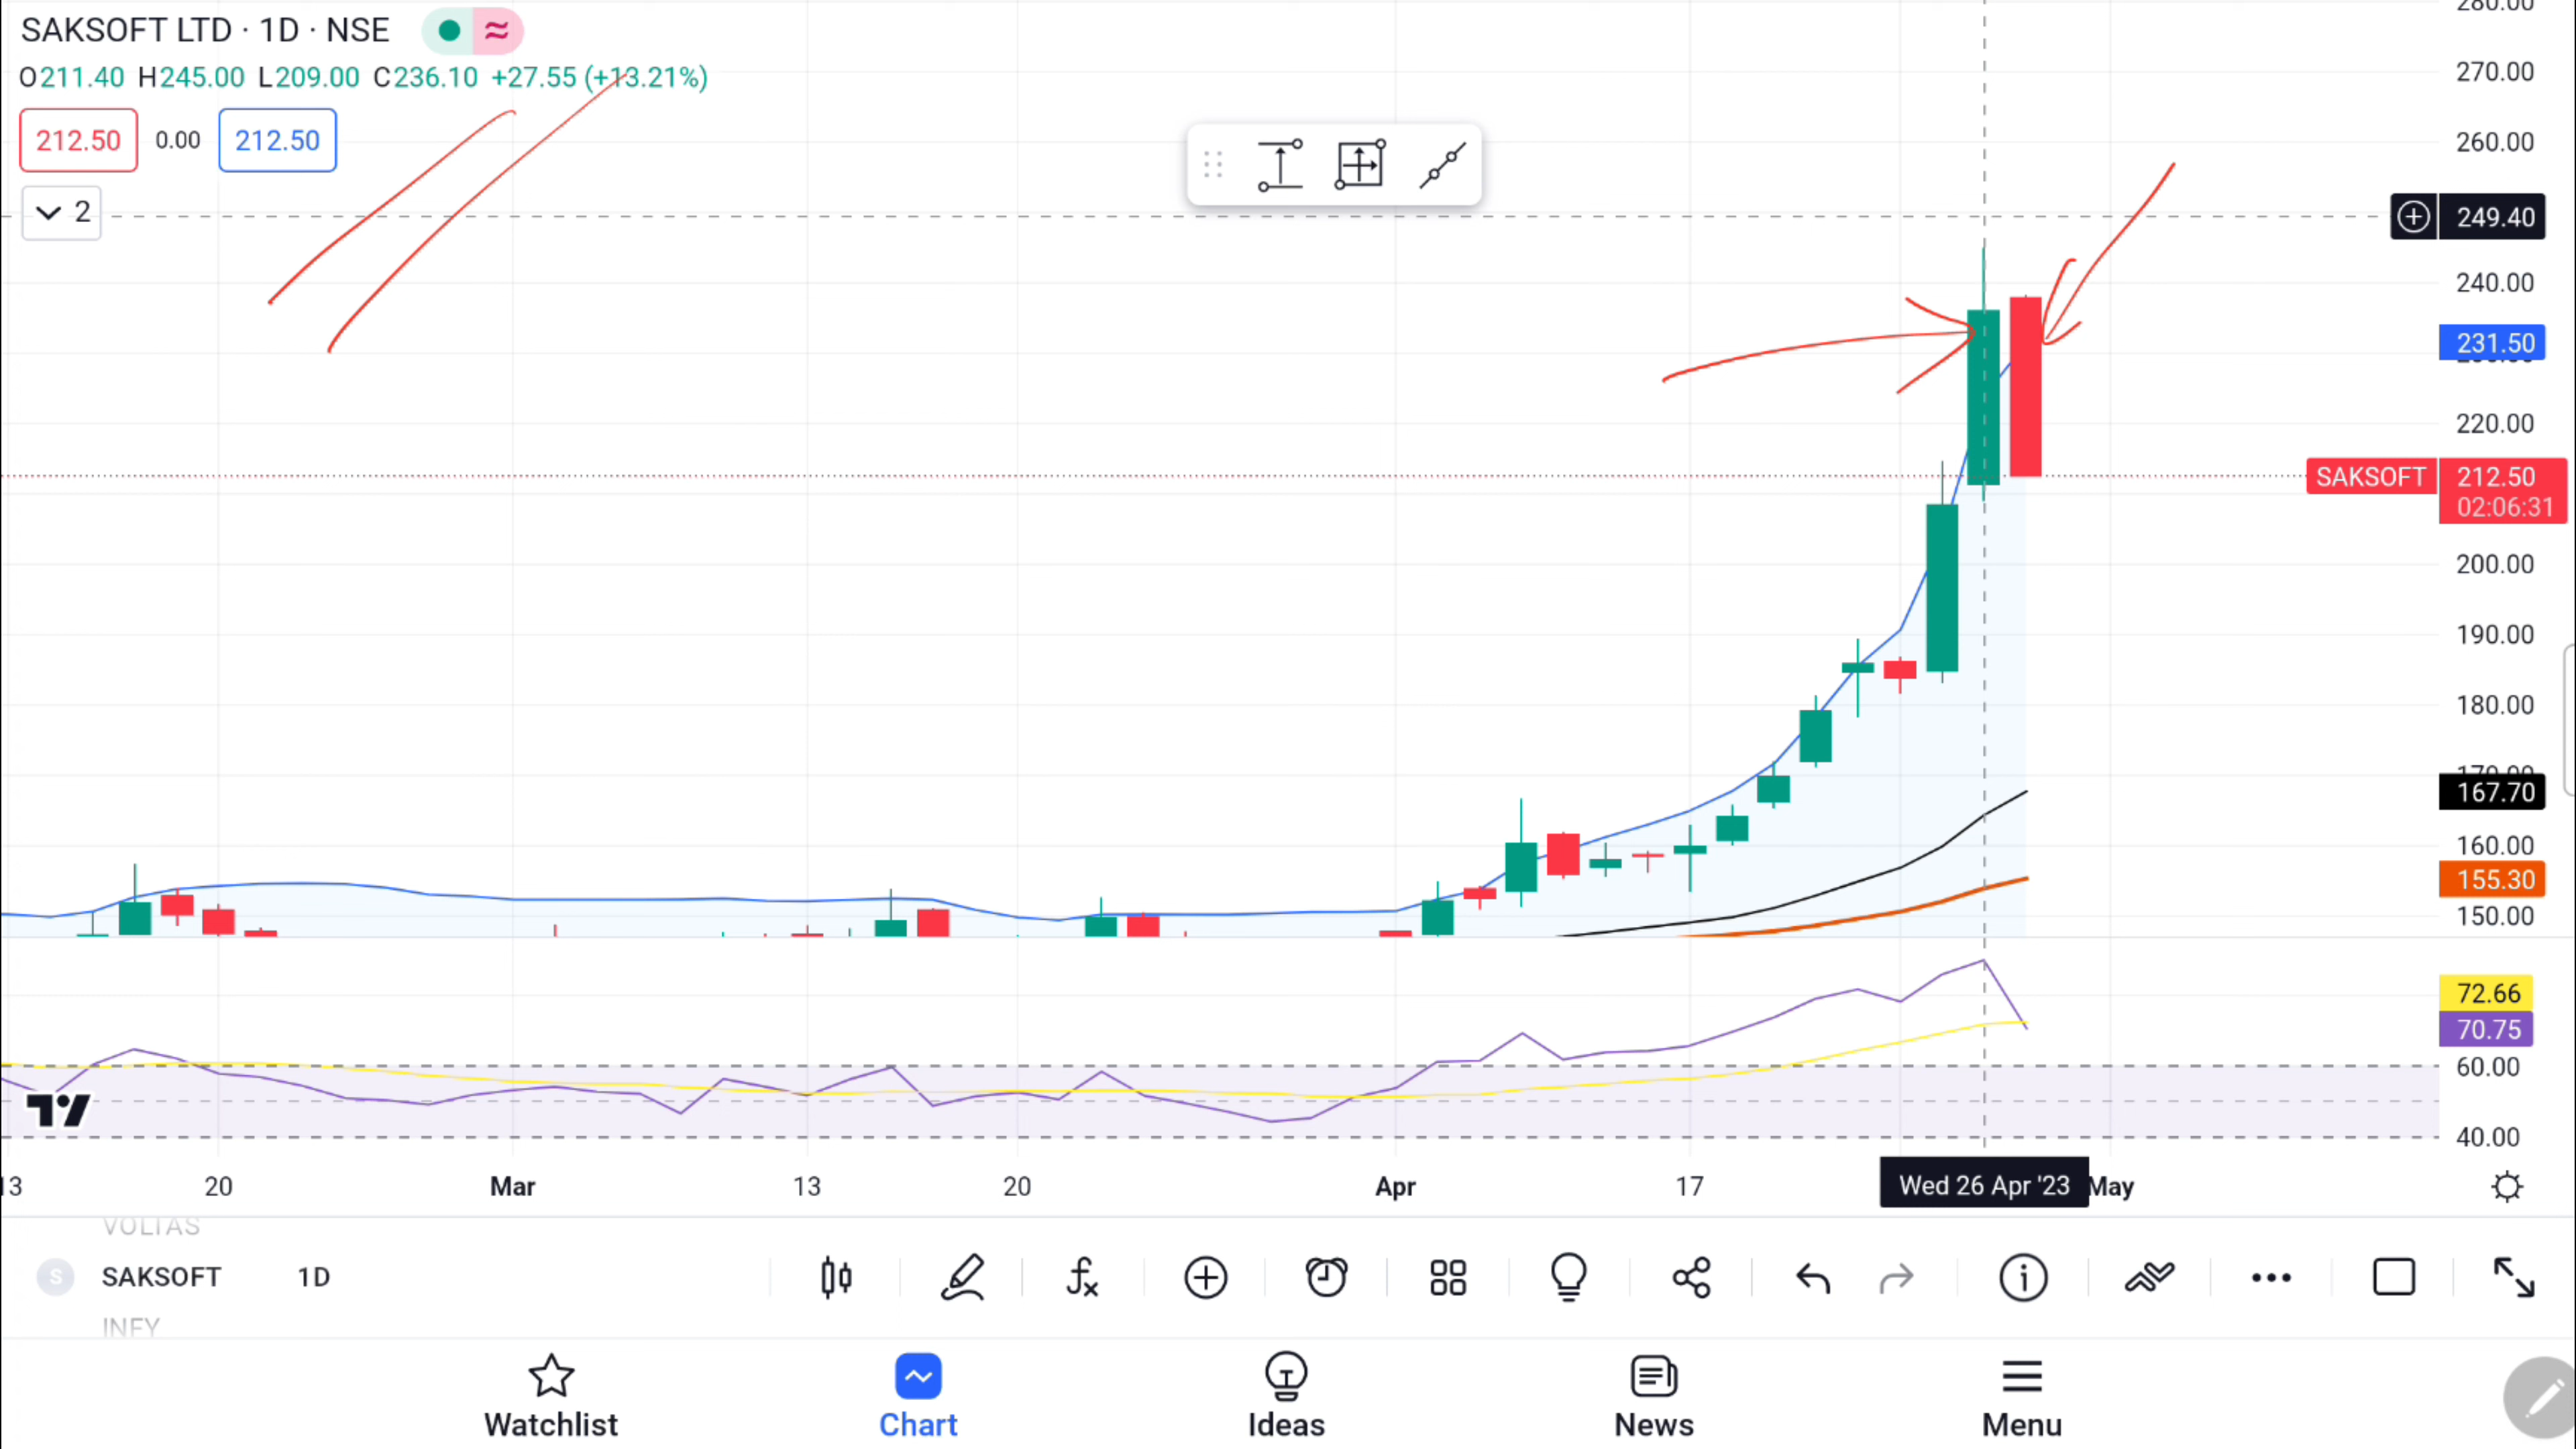 SAKSOFT LTD · 1D · NSE
O211.40 H245.00 L209.00 C236.10 +27.55 (+13.21%)
212.50 0.00 212.50
2
280.00
270.00
260.00
249.40
240.00
231.50
220.00
SAKSOFT 212.50
02:06:31
200.00
190.00
180.00
170.00
167.70
160.00
155.30
150.00
72.66
70.75
60.00
40.00
13 20 Mar 13 20 Apr 17 Wed 26 Apr '23 May
VOLTAS
S SAKSOFT 1D
INFY
Watchlist Chart Ideas News Menu